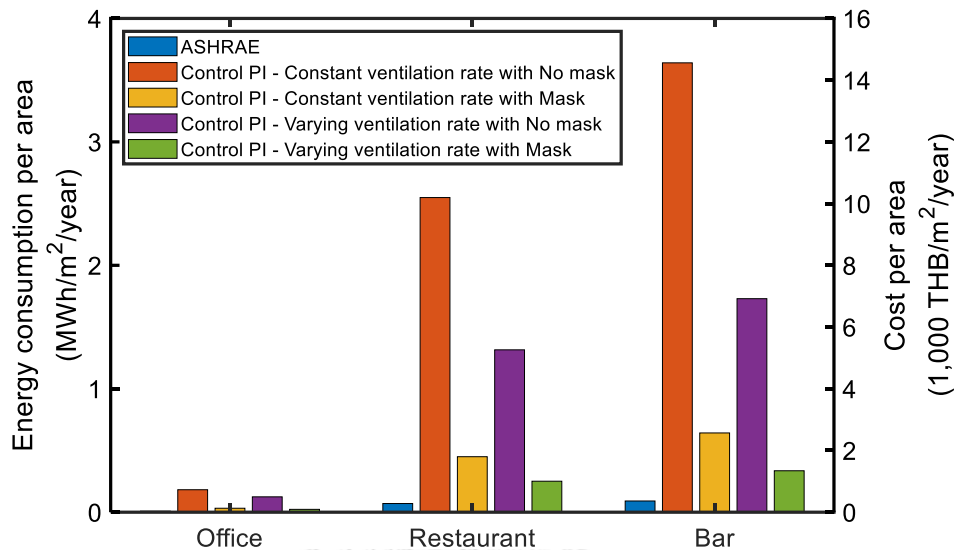 4
3
2
1
0
Energy consumption per area
(MWh/m²/year)
ASHRAE
Control PI - Constant ventilation rate with No mask
Control PI - Constant ventilation rate with Mask
Control PI - Varying ventilation rate with No mask
Control PI - Varying ventilation rate with Mask
16
14
12
10
8
6
4
2
0
Cost per area
(1,000 THB/m²/year)
Office
Restaurant
Bar